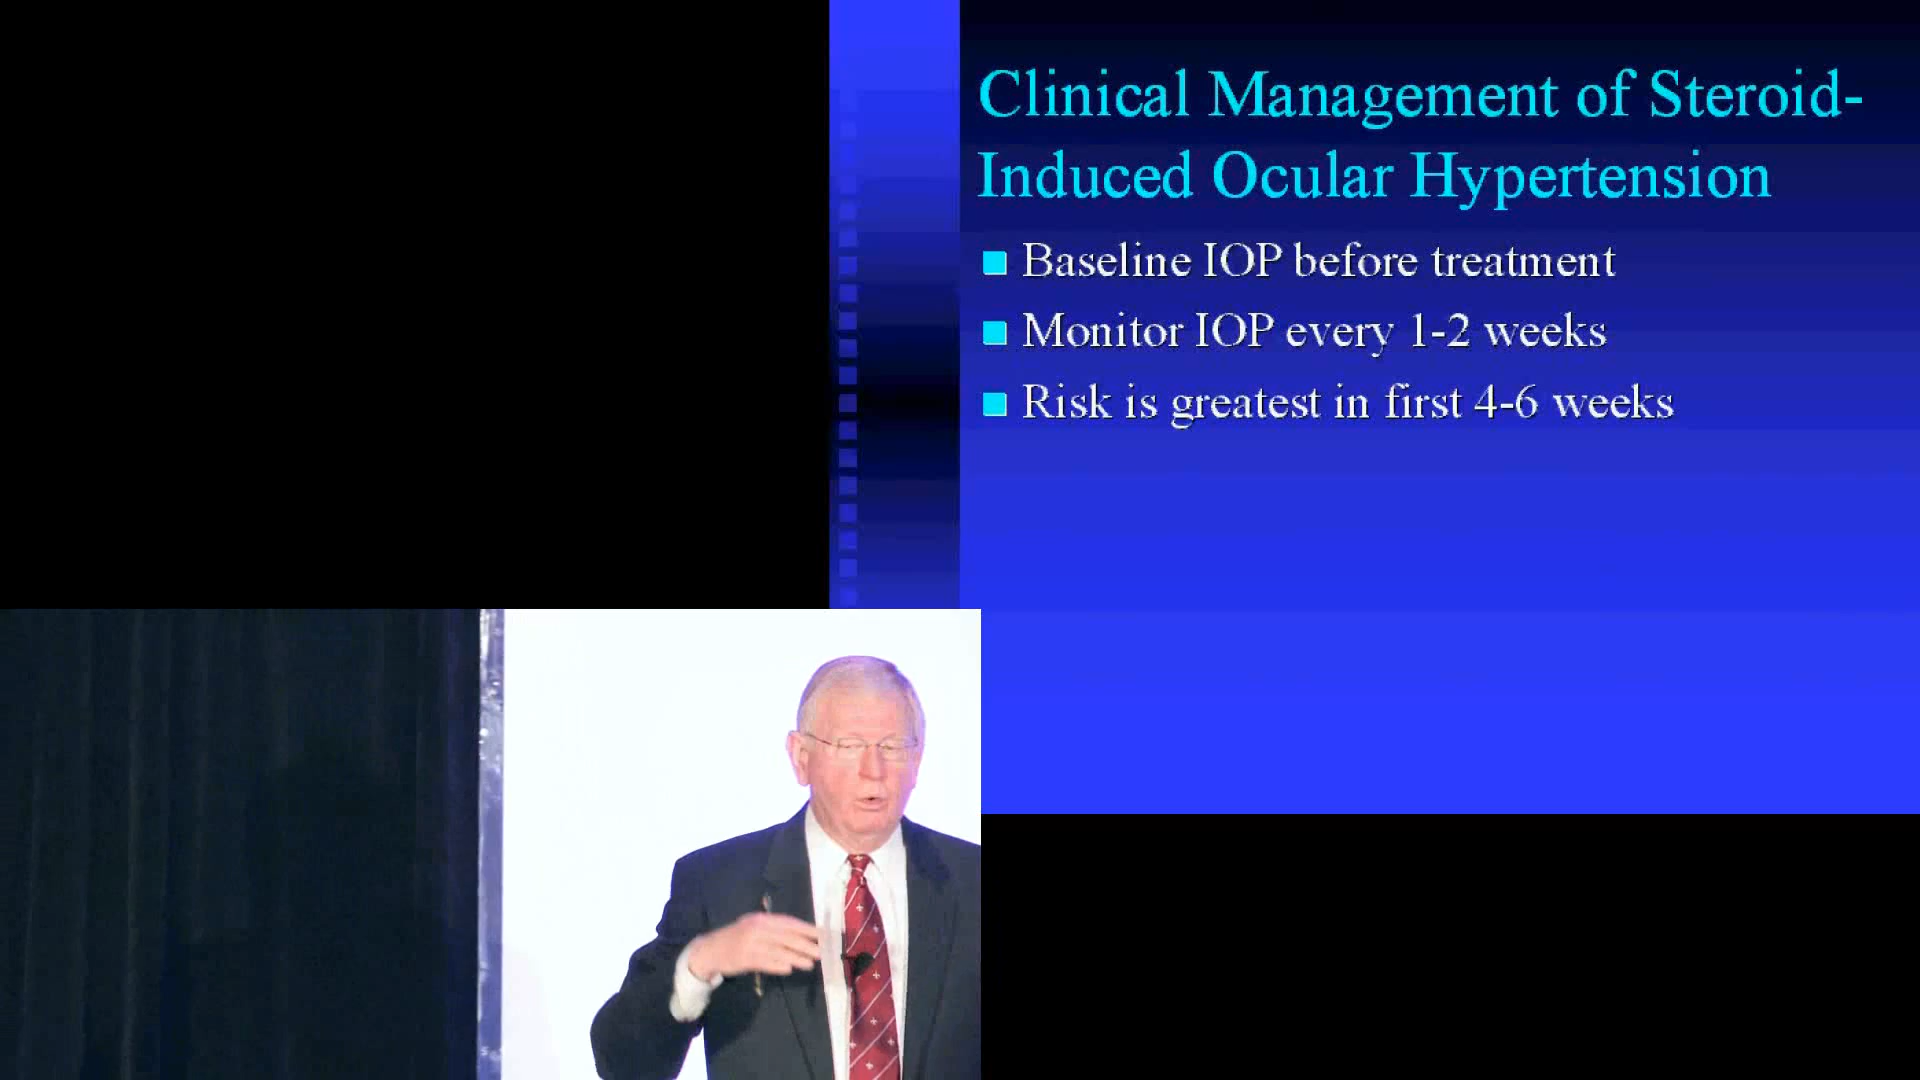 Clinical Management of Steroid-
Induced Ocular Hypertension
Baseline IOP before treatment
Monitor IOP every 1-2 weeks
Risk is greatest in first 4-6 weeks